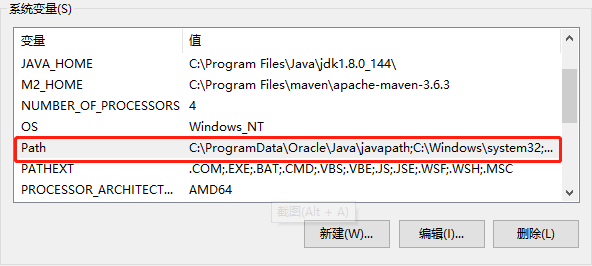 系统变量(S)
变量 值
JAVA_HOME C:\Program Files\Java\jdk1.8.0_144\
M2_HOME C:\Program Files\maven\apache-maven-3.6.3
NUMBER_OF_PROCESSORS 4
OS Windows_NT
Path C:\ProgramData\Oracle\Java\javapath;C:\Windows\system32;...
PATHEXT .COM;.EXE;.BAT;.CMD;.VBS;.VBE;.JS;.JSE;.WSF;.WSH;.MSC
PROCESSOR_ARCHITECT... AMD64
截图(Alt + A)
新建(W)... 编辑(I)... 删除(L)